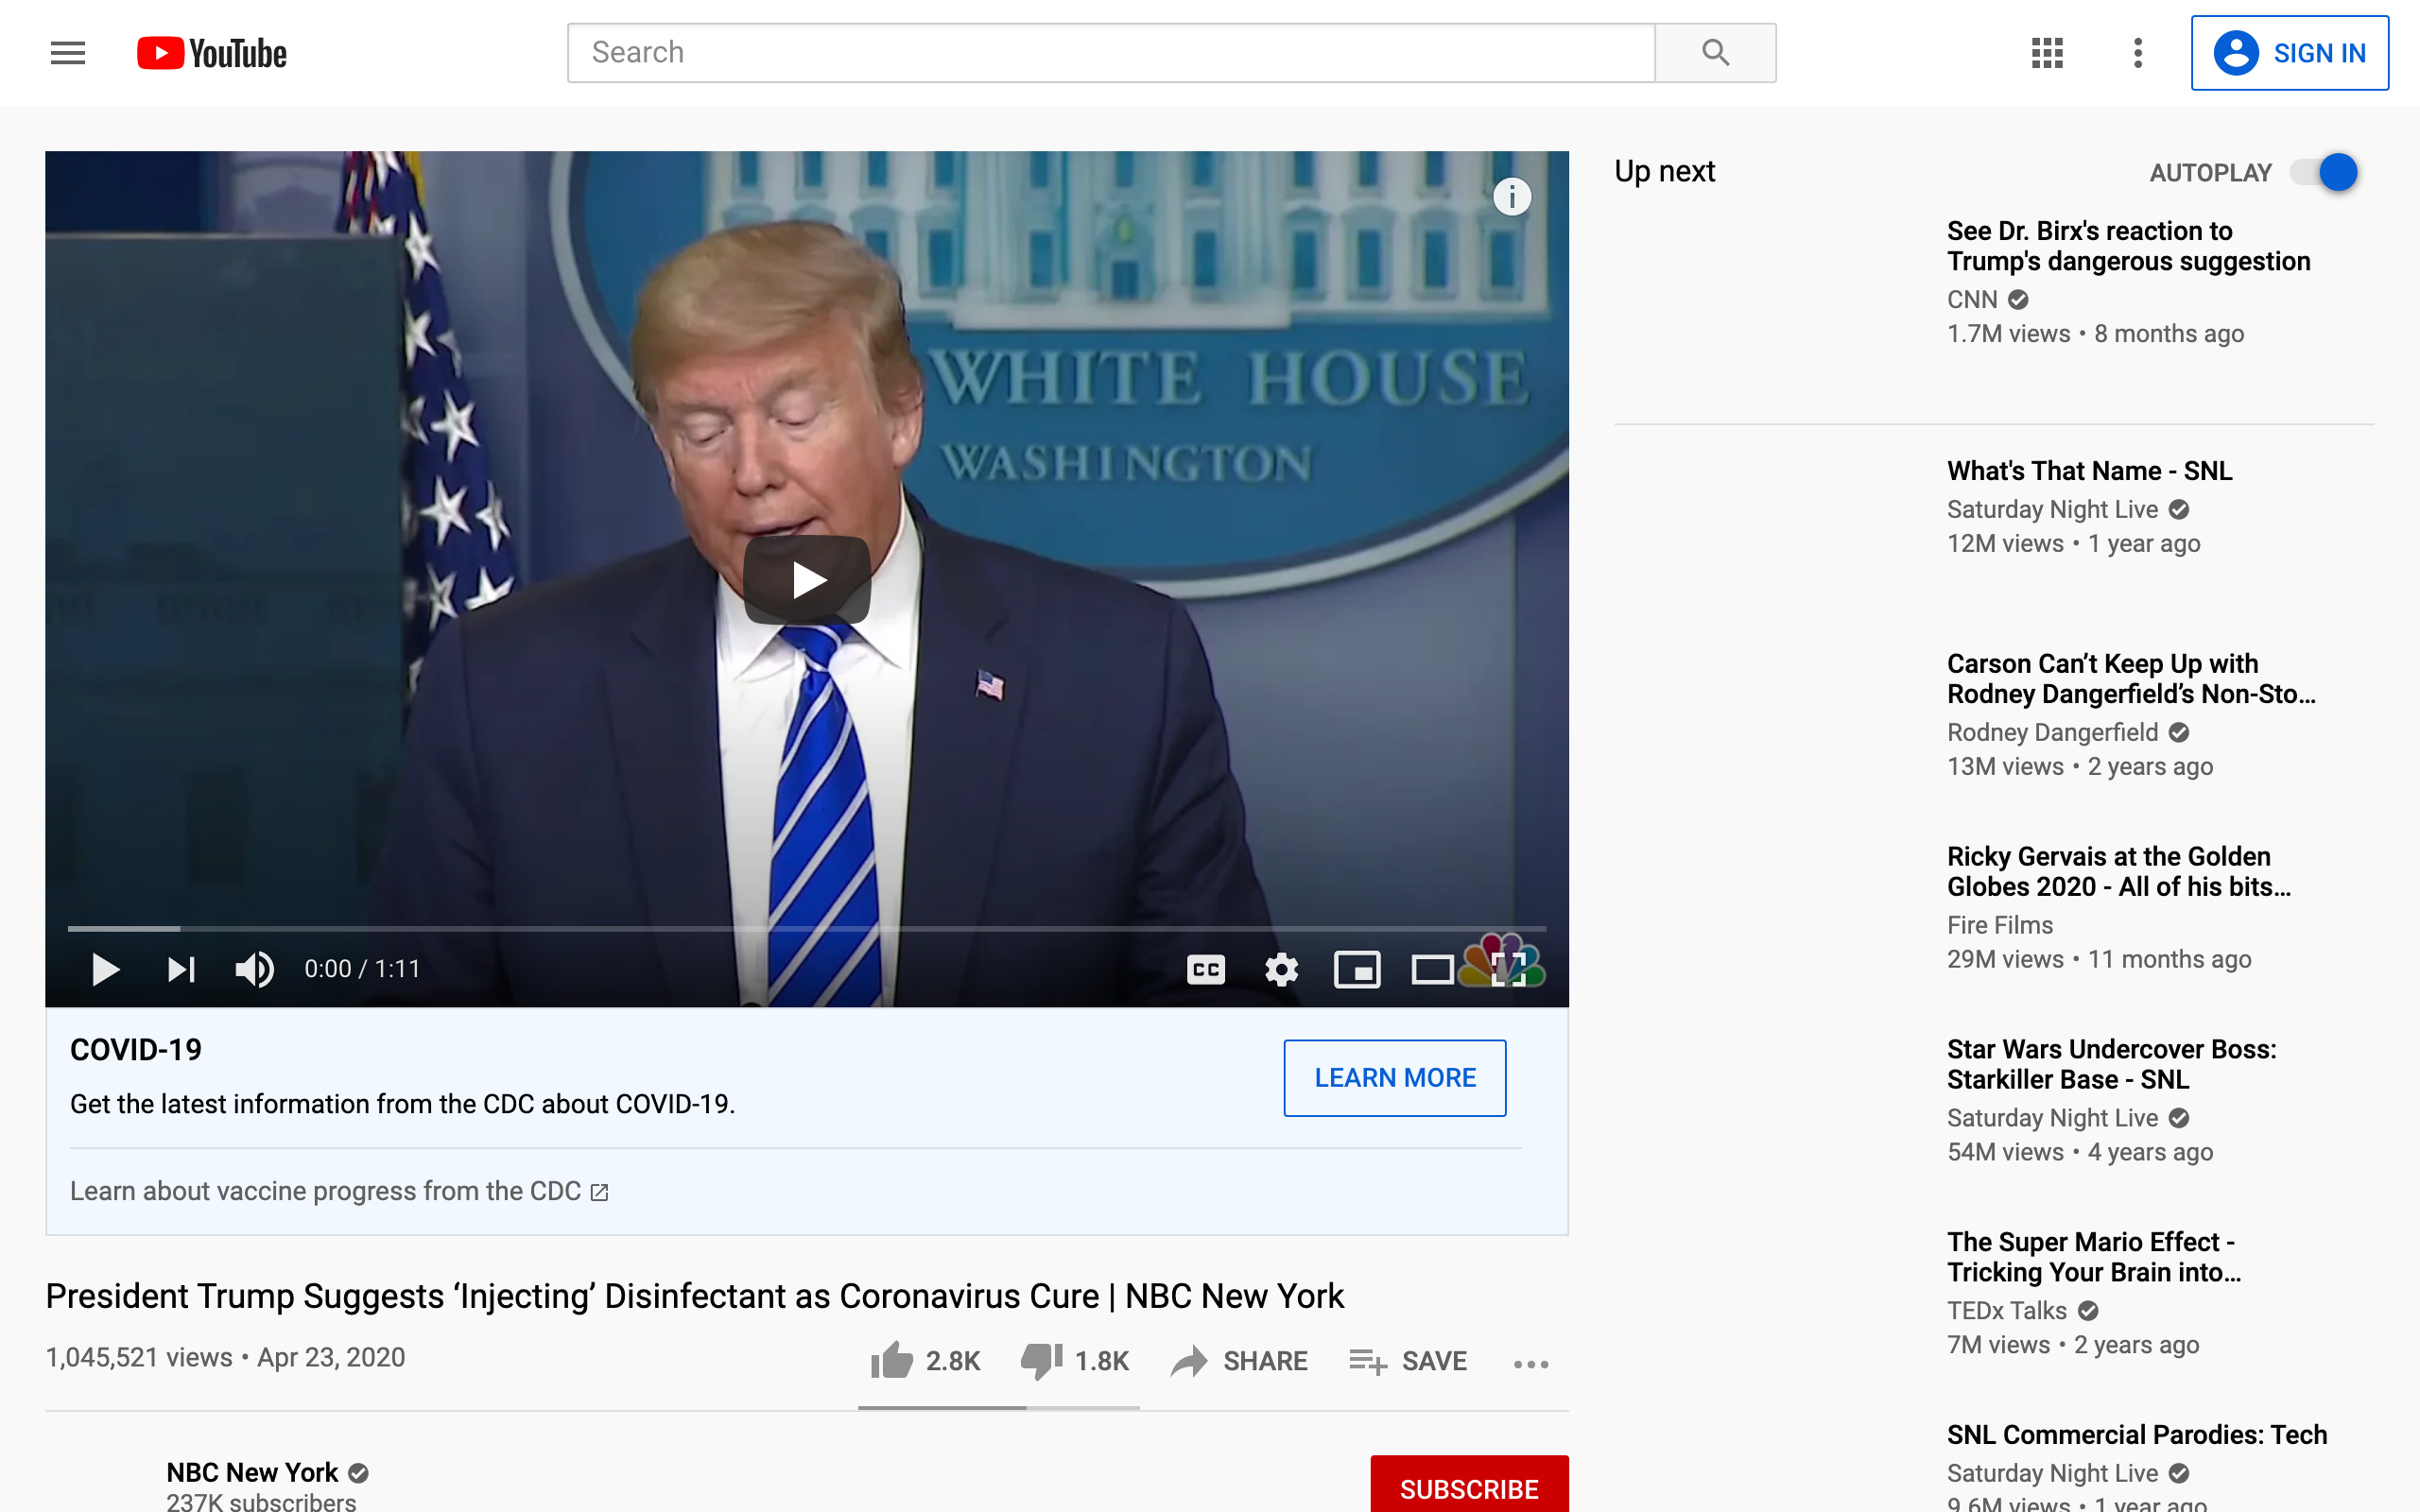 YouTube
Search
SIGN IN
WHITE HOUSE
WASHINGTON
0:00 / 1:11
CC
COVID-19
Get the latest information from the CDC about COVID-19.
LEARN MORE
Learn about vaccine progress from the CDC
President Trump Suggests ‘Injecting’ Disinfectant as Coronavirus Cure | NBC New York
1,045,521 views • Apr 23, 2020
2.8K
1.8K
SHARE
SAVE
NBC New York
237K subscribers
SUBSCRIBE
Up next
AUTOPLAY
See Dr. Birx's reaction to
Trump's dangerous suggestion
CNN
1.7M views • 8 months ago
What's That Name - SNL
Saturday Night Live
12M views • 1 year ago
Carson Can’t Keep Up with
Rodney Dangerfield’s Non-Sto...
Rodney Dangerfield
13M views • 2 years ago
Ricky Gervais at the Golden
Globes 2020 - All of his bits...
Fire Films
29M views • 11 months ago
Star Wars Undercover Boss:
Starkiller Base - SNL
Saturday Night Live
54M views • 4 years ago
The Super Mario Effect -
Tricking Your Brain into...
TEDx Talks
7M views • 2 years ago
SNL Commercial Parodies: Tech
Saturday Night Live
9.6M views • 1 year ago